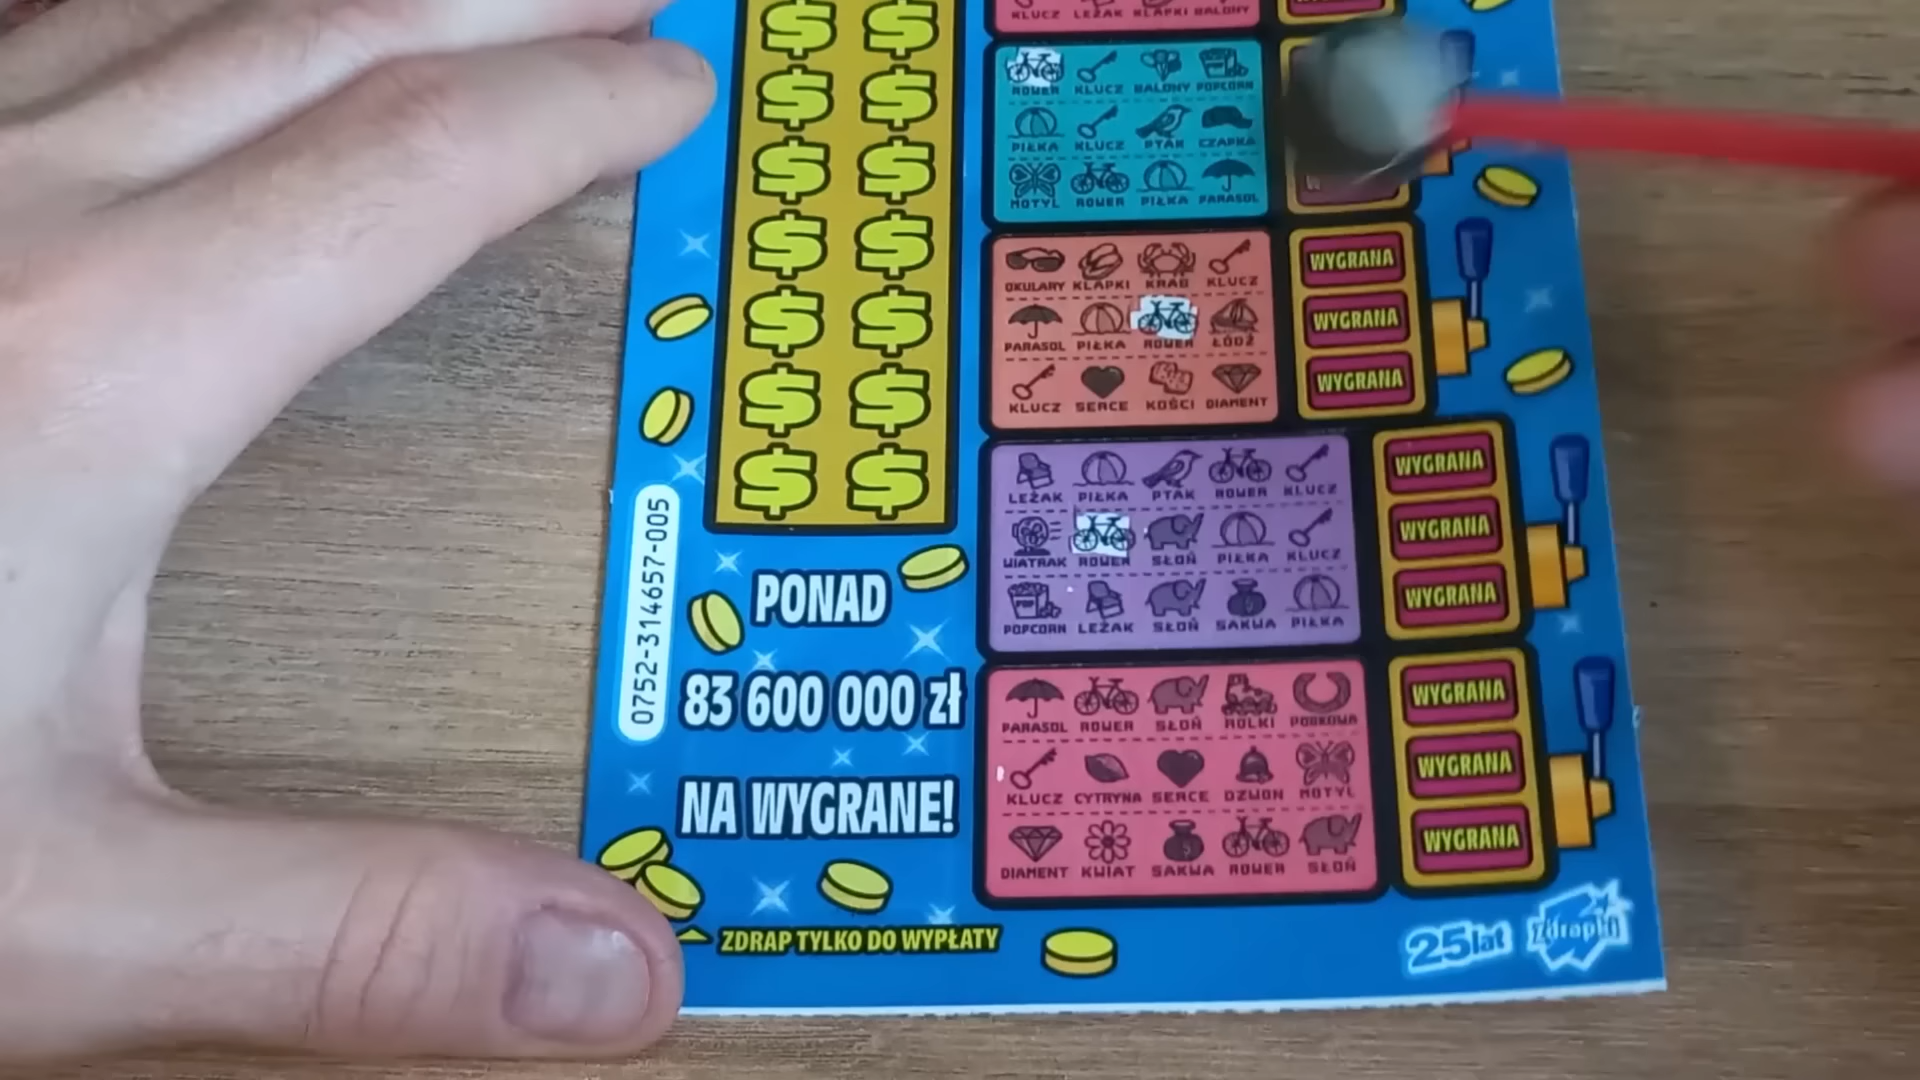 KLUCZ LEŻAK KLAPKI BALONY
ROWER KLUCZ BALONY POPCORN
PIŁKA KLUCZ PTAK CZAPKA
MOTYL ROWER PIŁKA PARASOL
OKULARY KLAPKI KRAB KLUCZ
WYGRANA
PARASOL PIŁKA ROWER ŁÓDŹ
WYGRANA
KLUCZ SERCE KOŚCI DIAMENT
WYGRANA
LEŻAK PIŁKA PTAK ROWER KLUCZ
WYGRANA
WIATRAK ROWER SŁOŃ PIŁKA KLUCZ
WYGRANA
POP
POPCORN LEŻAK SŁOŃ SAKWA PIŁKA
WYGRANA
PARASOL ROWER SŁOŃ ROLKI PODKOWA
WYGRANA
KLUCZ CYTRYNA SERCE DZWON MOTYL
WYGRANA
DIAMENT KWIAT SAKWA ROWER SŁOŃ
WYGRANA
0752-314657-005
PONAD
83 600 000 zł
NA WYGRANE!
ZDRAP TYLKO DO WYPŁATY
25 lat